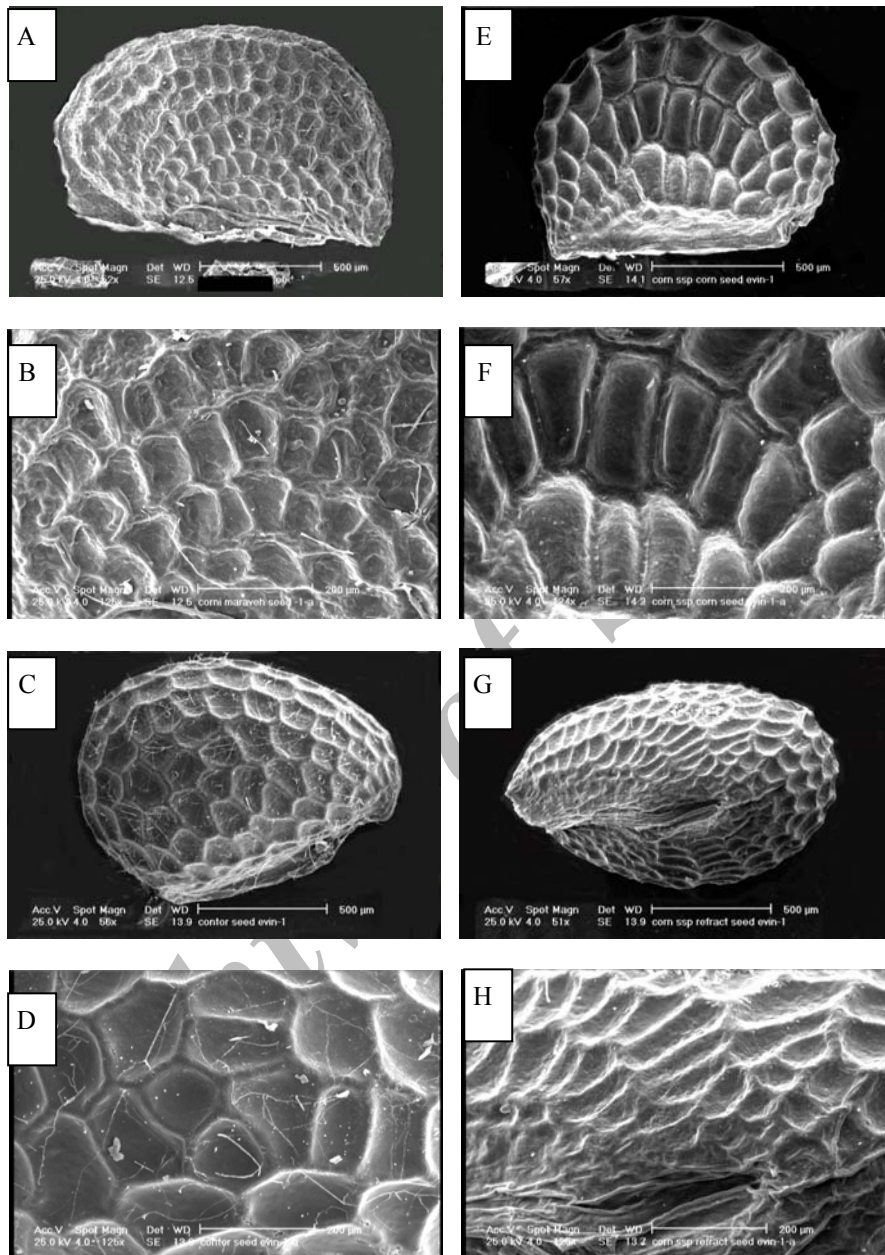 A
Acc.V Spot Magn Det WD 500 µm
25.0 kV 4.0 52x SE 12.5
E
Acc.V Spot Magn Det WD 500 µm
kV 4.0 57x SE 14.1 corn ssp corn seed evin-1
B
Acc.V Spot Magn Det WD 200 µm
25.0 kV 4.0 125x SE 12.5 corni maraveh seed -1-a
F
Acc.V Spot Magn Det WD 200 µm
25.0 kV 4.0 124x SE 14.2 corn ssp corn seed evin-1-a
C
Acc.V Spot Magn Det WD 500 µm
25.0 kV 4.0 56x SE 13.9 contor seed evin-1
G
Acc.V Spot Magn Det WD 500 µm
25.0 kV 4.0 51x SE 13.9 corn ssp refract seed evin-1
D
Acc.V Spot Magn Det WD 200 µm
25.0 kV 4.0 125x SE contor seed evin
H
Acc.V Spot Magn Det WD 200 µm
25.0 kV 4.0 SE corn ssp refract seed evin-1-a